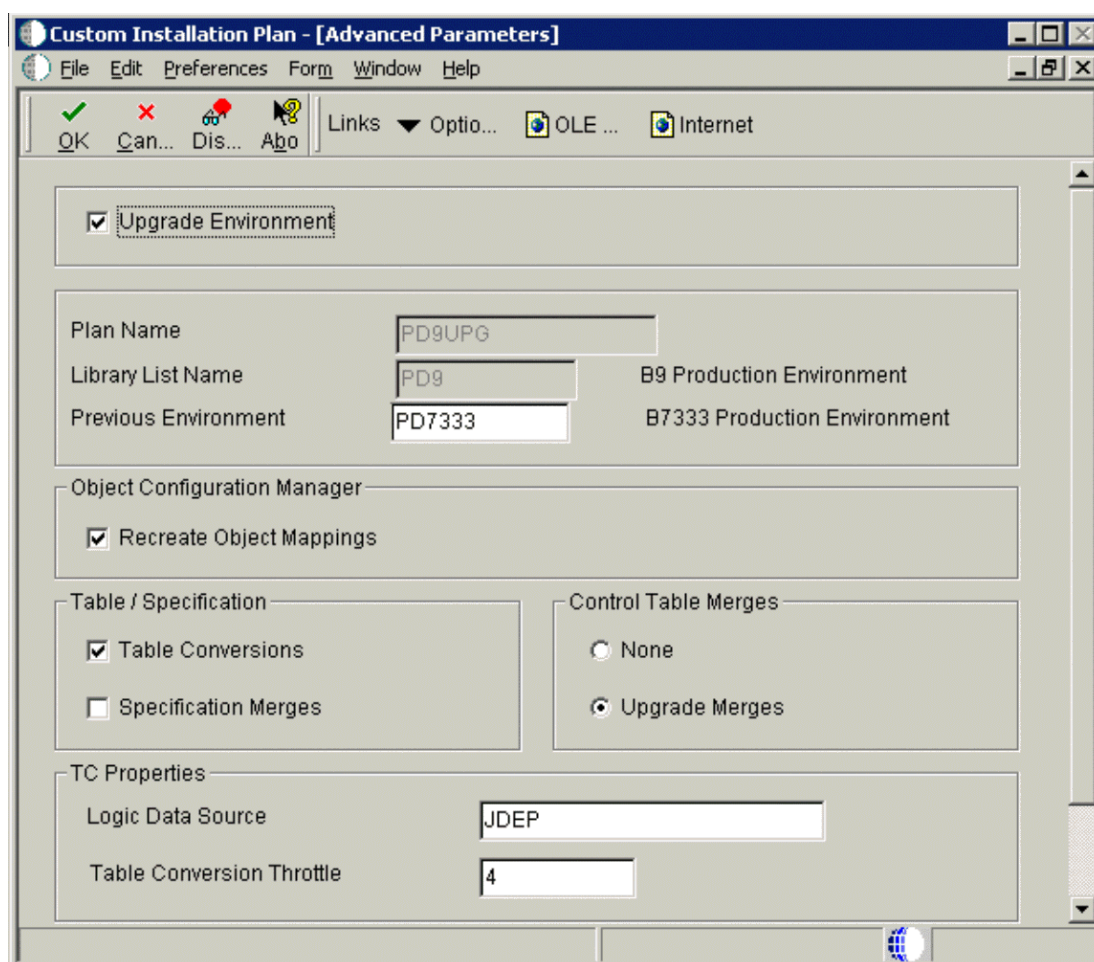 Custom Installation Plan - [Advanced Parameters]
File Edit Preferences Form Window Help
OK Can... Dis... Abo Links Optio... OLE ... Internet
Upgrade Environment
Plan Name PD9UPG
Library List Name PD9 B9 Production Environment
Previous Environment PD7333 B7333 Production Environment
Object Configuration Manager
Recreate Object Mappings
Table / Specification Control Table Merges
Table Conversions None
Specification Merges Upgrade Merges
TC Properties
Logic Data Source JDEP
Table Conversion Throttle 4